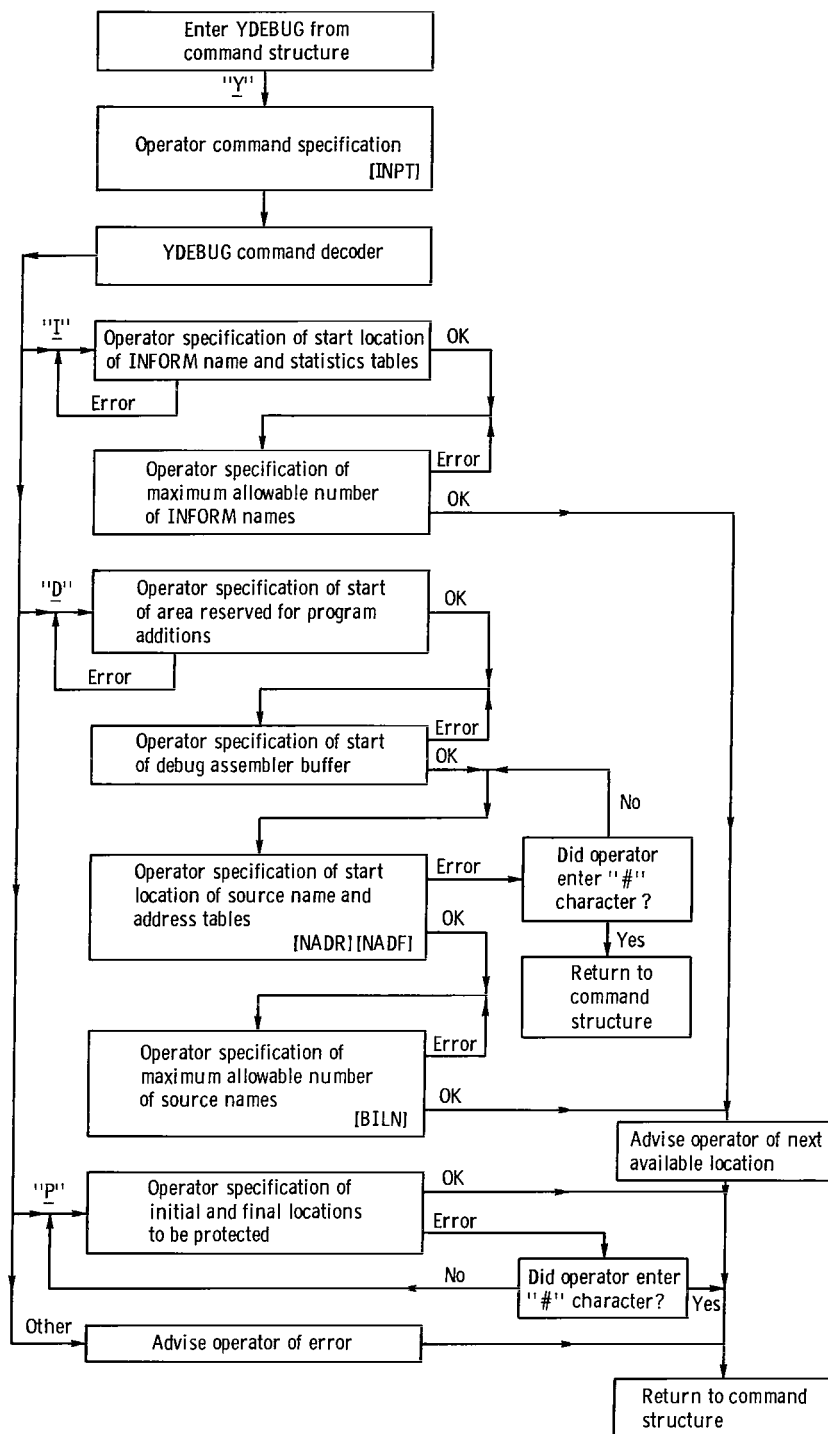 Enter YDEBUG from
command structure
"Y"
Operator command specification
[INPT]
YDEBUG command decoder
"I"
Operator specification of start location
of INFORM name and statistics tables
OK
Error
Operator specification of
maximum allowable number
of INFORM names
Error
OK
"D"
Operator specification of start
of area reserved for program
additions
OK
Error
Operator specification of start
of debug assembler buffer
Error
OK
No
Operator specification of start
location of source name and
address tables
[NADR] [NADF]
Error
OK
Did operator
enter "#"
character?
Yes
Return to
command
structure
Operator specification of
maximum allowable number
of source names
[BILN]
Error
OK
Advise operator of next
available location
"P"
Operator specification of
initial and final locations
to be protected
OK
Error
No
Did operator enter
"#" character?
Yes
Other
Advise operator of error
Return to command
structure